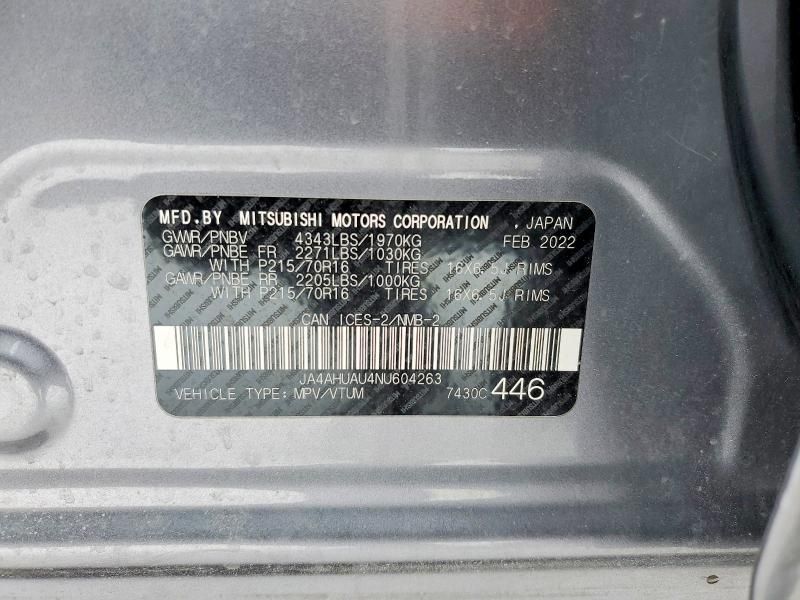 MFD.BY MITSUBISHI MOTORS CORPORATION , JAPAN
GVWR/PNBV 4343LBS/1970KG FEB 2022
GAWR/PNBE FR 2271LBS/1030KG
WITH P215/70R16 TIRES 16X6.5J RIMS
GAWR/PNBE RR 2205LBS/1000KG
WITH P215/70R16 TIRES 16X6.5J RIMS
CAN ICES-2/NMB-2
JA4AHUAU4NU604263
VEHICLE TYPE: MPV/VTUM 7430C 446